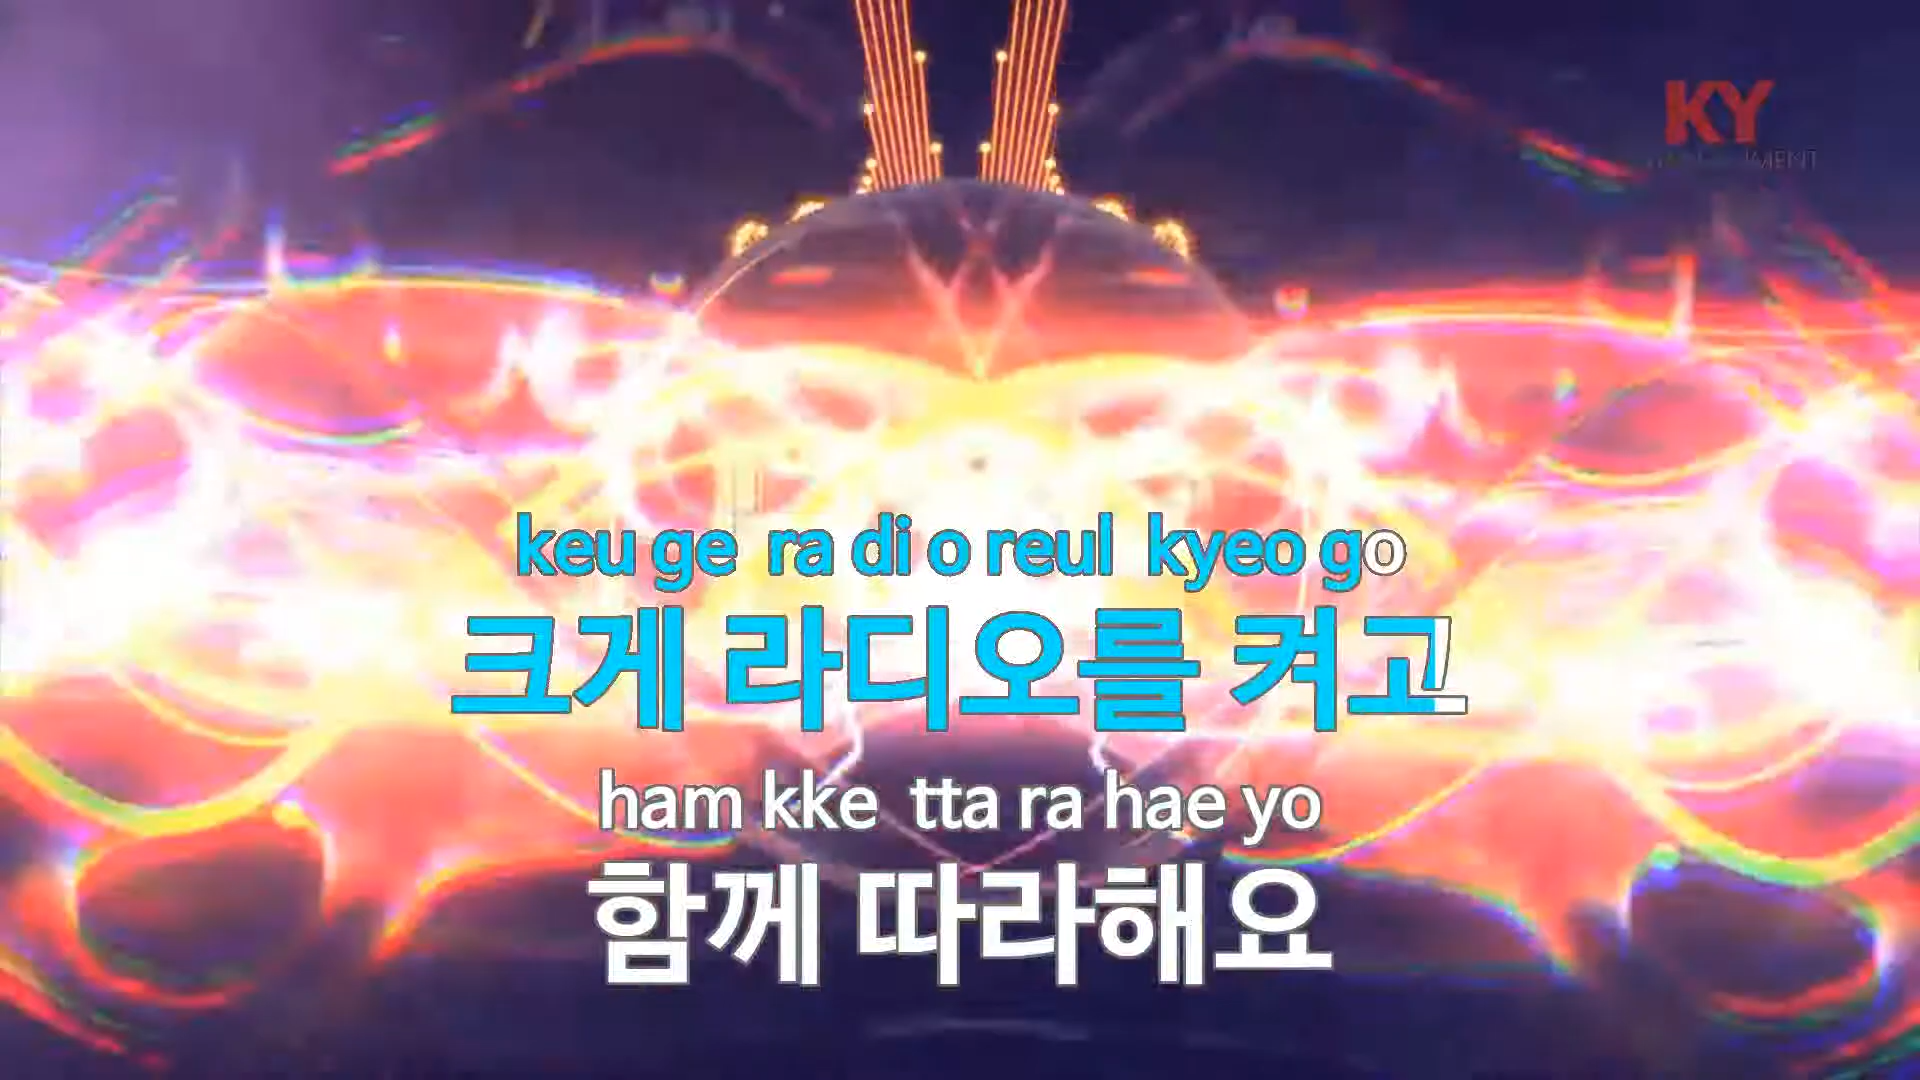 KY
keu ge ra di o reul kyeo go
크게 라디오를 켜고
ham kke tta ra hae yo
함께 따라해요